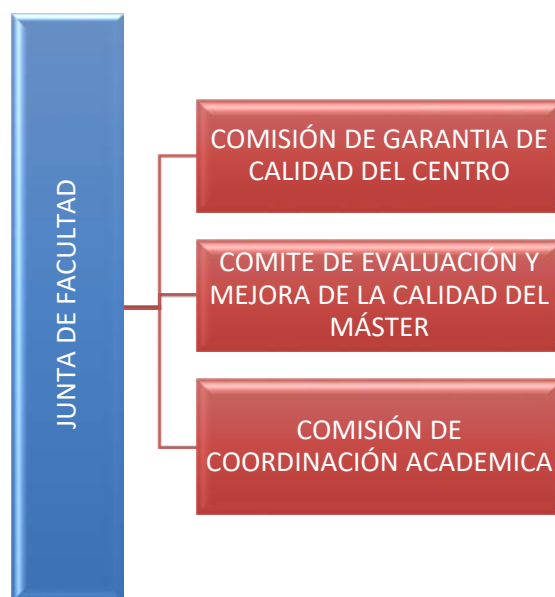 JUNTA DE FACULTAD
COMISIÓN DE GARANTIA DE
CALIDAD DEL CENTRO
COMITE DE EVALUACIÓN Y
MEJORA DE LA CALIDAD DEL
MÁSTER
COMISIÓN DE
COORDINACIÓN ACADEMICA